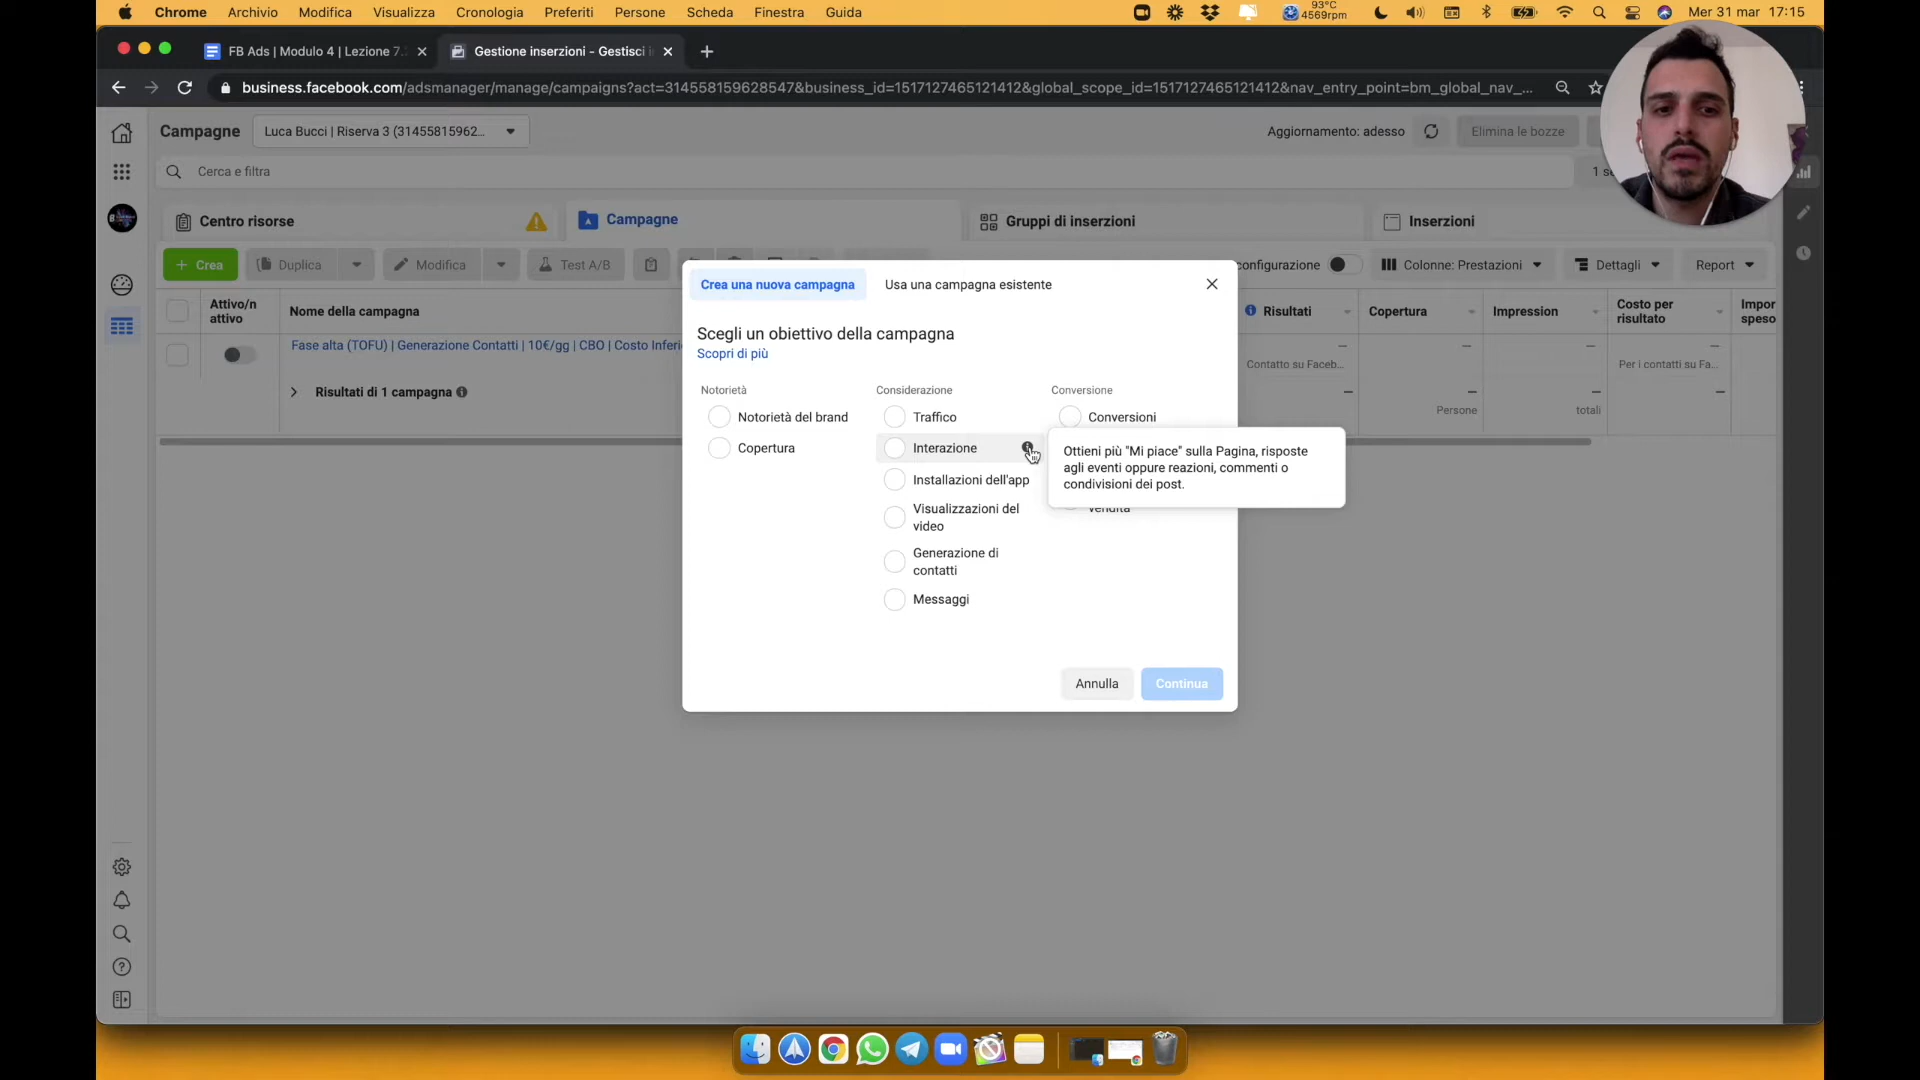 Chrome Archivio Modifica Visualizza Cronologia Preferiti Persone Scheda Finestra Guida
93°C
4569rpm
Mer 31 mar 17:15
FB Ads | Modulo 4 | Lezione 7.
Gestione inserzioni - Gestisci i
business.facebook.com/adsmanager/manage/campaigns?act=314558159628547&business_id=1517127465121412&global_scope_id=1517127465121412&nav_entry_point=bm_global_nav_...
Campagne
Luca Bucci | Riserva 3 (31455815962...
Aggiornamento: adesso
Elimina le bozze
Cerca e filtra
Centro risorse
Campagne
Gruppi di inserzioni
Inserzioni
+ Crea
Duplica
Modifica
Test A/B
configurazione
Colonne: Prestazioni
Dettagli
Report
Attivo/n
attivo
Nome della campagna
Risultati
Copertura
Impression
Costo per
risultato
Impor
speso
Fase alta (TOFU) | Generazione Contatti | 10€/gg | CBO | Costo Inferi
Contatto su Faceb...
Per i contatti su Fa...
Risultati di 1 campagna
Persone
totali
Crea una nuova campagna
Usa una campagna esistente
Scegli un obiettivo della campagna
Scopri di più
Notorietà
Notorietà del brand
Copertura
Considerazione
Traffico
Interazione
Installazioni dell'app
Visualizzazioni del
video
Generazione di
contatti
Messaggi
Conversione
Conversioni
Ottieni più "Mi piace" sulla Pagina, risposte
agli eventi oppure reazioni, commenti o
condivisioni dei post.
vendita
Annulla
Continua